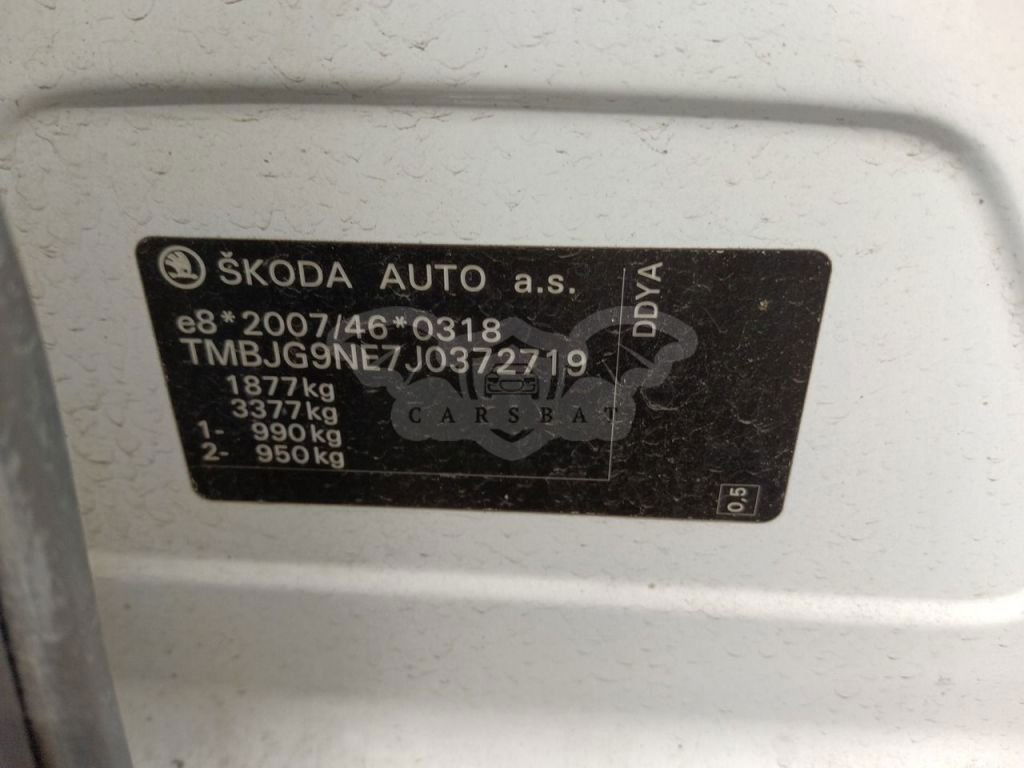 ŠKODA AUTO a.s.
e8*2007/46*0318
TMBJG9NE7J0372719
1877kg
3377kg
1- 990kg
2- 950kg
DDYA
0,5
CARSBAT